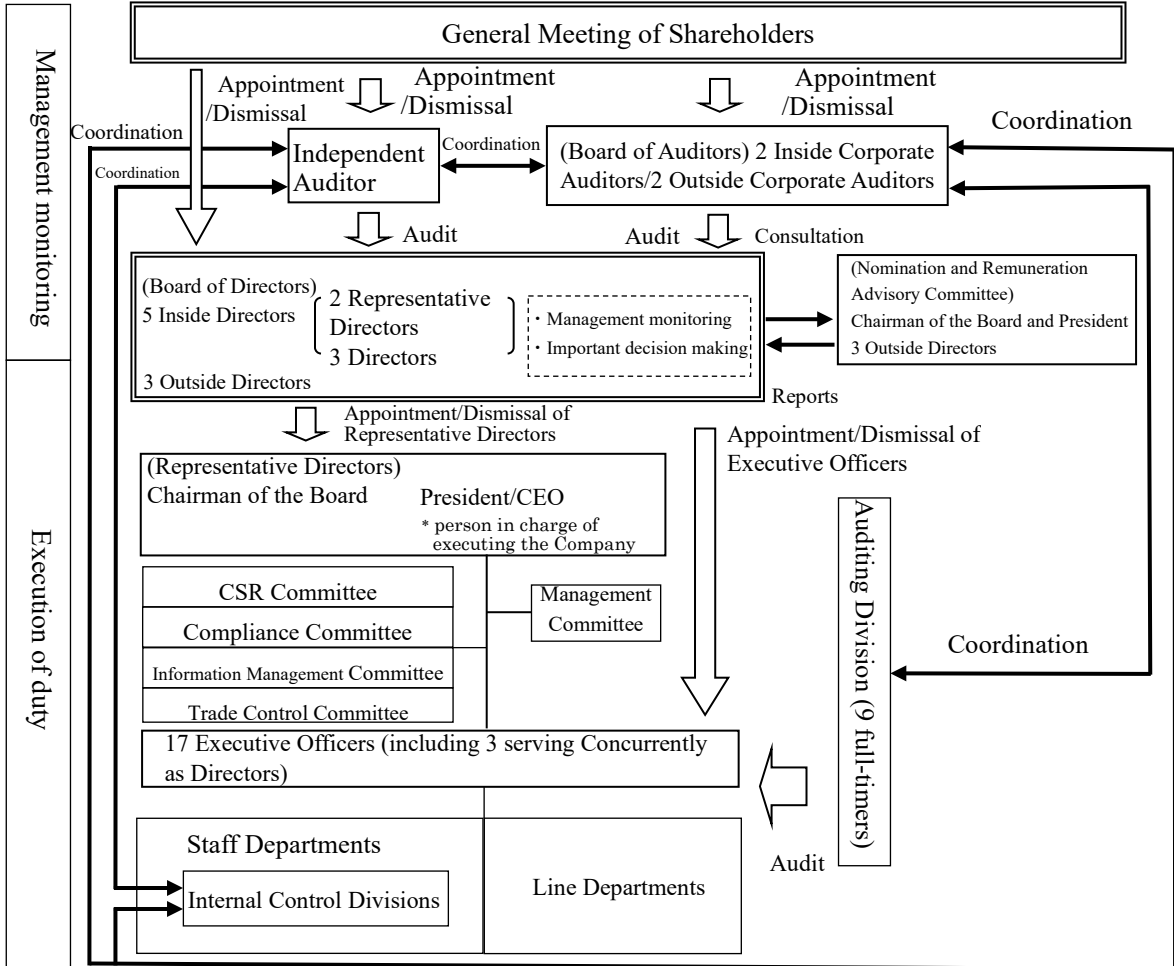 General Meeting of Shareholders
Management monitoring
Appointment
/Dismissal
Appointment
/Dismissal
Appointment
/Dismissal
Coordination
Coordination
Independent
Auditor
Coordination
(Board of Auditors) 2 Inside Corporate
Auditors/2 Outside Corporate Auditors
Coordination
Audit
Audit
Consultation
(Board of Directors)
5 Inside Directors
2 Representative
Directors
3 Directors
3 Outside Directors
・Management monitoring
・Important decision making
(Nomination and Remuneration
Advisory Committee)
Chairman of the Board and President
3 Outside Directors
Reports
Execution of duty
Appointment/Dismissal of
Representative Directors
Appointment/Dismissal of
Executive Officers
(Representative Directors)
Chairman of the Board
President/CEO
* person in charge of
executing the Company
CSR Committee
Compliance Committee
Information Management Committee
Trade Control Committee
Management
Committee
Auditing Division (9 full-timers)
Coordination
17 Executive Officers (including 3 serving Concurrently
as Directors)
Audit
Staff Departments
Internal Control Divisions
Line Departments